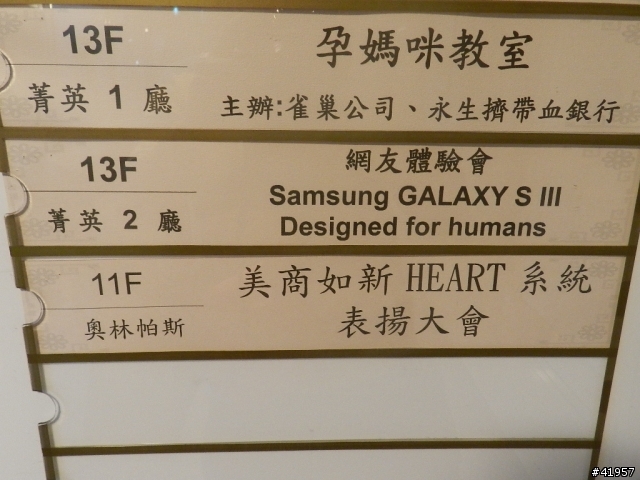 13F
孕媽咪教室
菁英 1 廳
主辦:雀巢公司、永生擠帶血銀行
13F
網友體驗會
Samsung GALAXY S III
菁英 2 廳
Designed for humans
11F
美商如新 HEART 系統
奧林帕斯
表揚大會
#41957